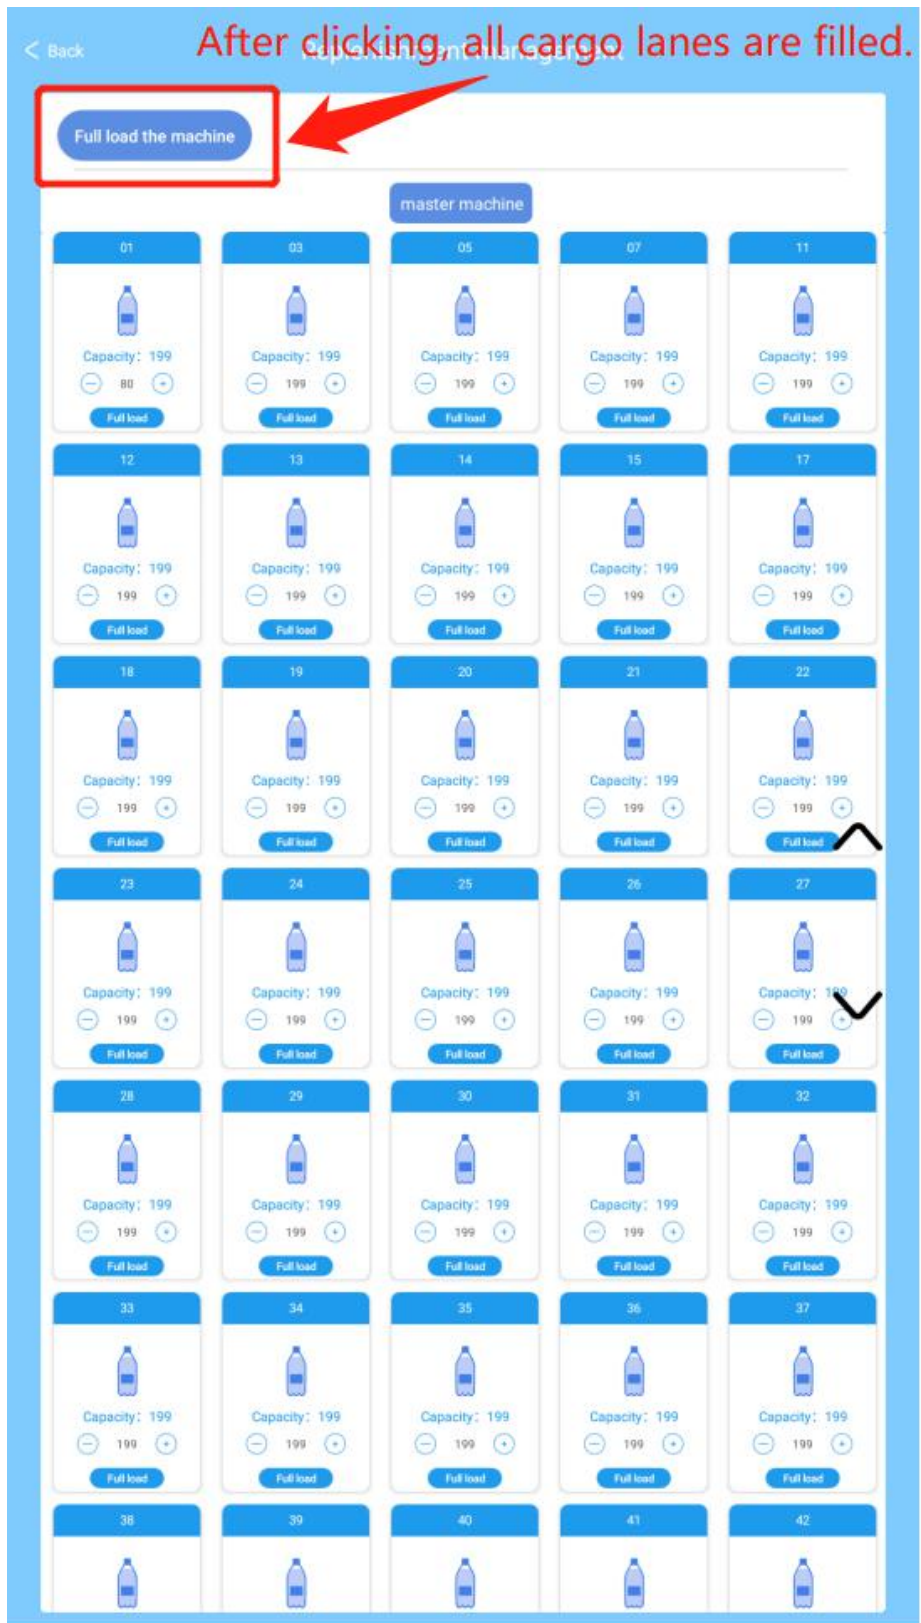 After clicking, all cargo lanes are filled.
< Back Replenishment management
Full load the machine
master machine
01 03 05 07 11
Capacity: 199 Capacity: 199 Capacity: 199 Capacity: 199 Capacity: 199
80 199 199 199 199
Full load Full load Full load Full load Full load
12 13 14 15 17
Capacity: 199 Capacity: 199 Capacity: 199 Capacity: 199 Capacity: 199
199 199 199 199 199
Full load Full load Full load Full load Full load
18 19 20 21 22
Capacity: 199 Capacity: 199 Capacity: 199 Capacity: 199 Capacity: 199
199 199 199 199 199
Full load Full load Full load Full load Full load
23 24 25 26 27
Capacity: 199 Capacity: 199 Capacity: 199 Capacity: 199 Capacity: 199
199 199 199 199 199
Full load Full load Full load Full load Full load
28 29 30 31 32
Capacity: 199 Capacity: 199 Capacity: 199 Capacity: 199 Capacity: 199
199 199 199 199 199
Full load Full load Full load Full load Full load
33 34 35 36 37
Capacity: 199 Capacity: 199 Capacity: 199 Capacity: 199 Capacity: 199
199 199 199 199 199
Full load Full load Full load Full load Full load
38 39 40 41 42